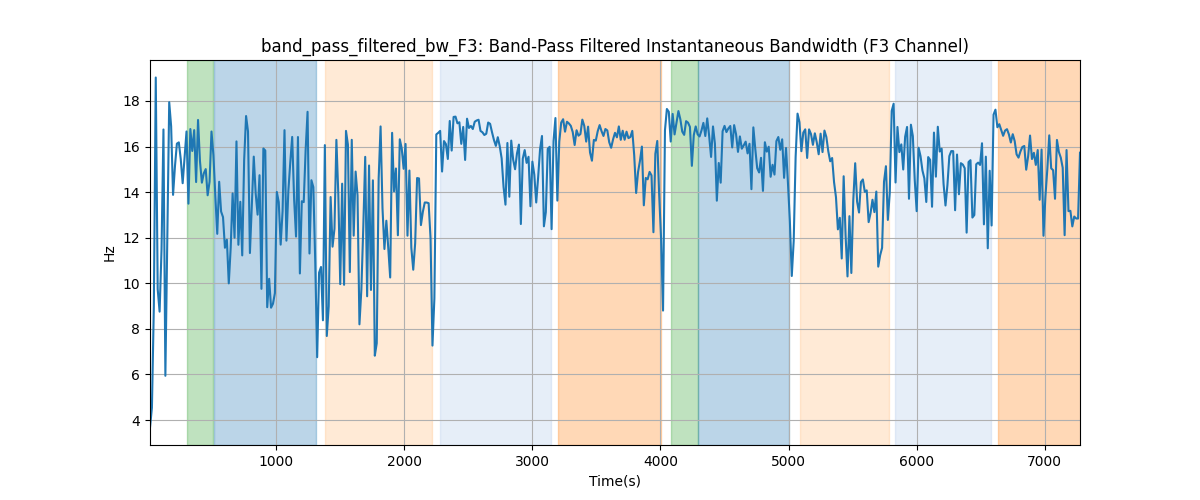 band_pass_filtered_bw_F3: Band-Pass Filtered Instantaneous Bandwidth (F3 Channel)
18
16
14
12
10
8
6
4
Hz
1000 2000 3000 4000 5000 6000 7000
Time(s)